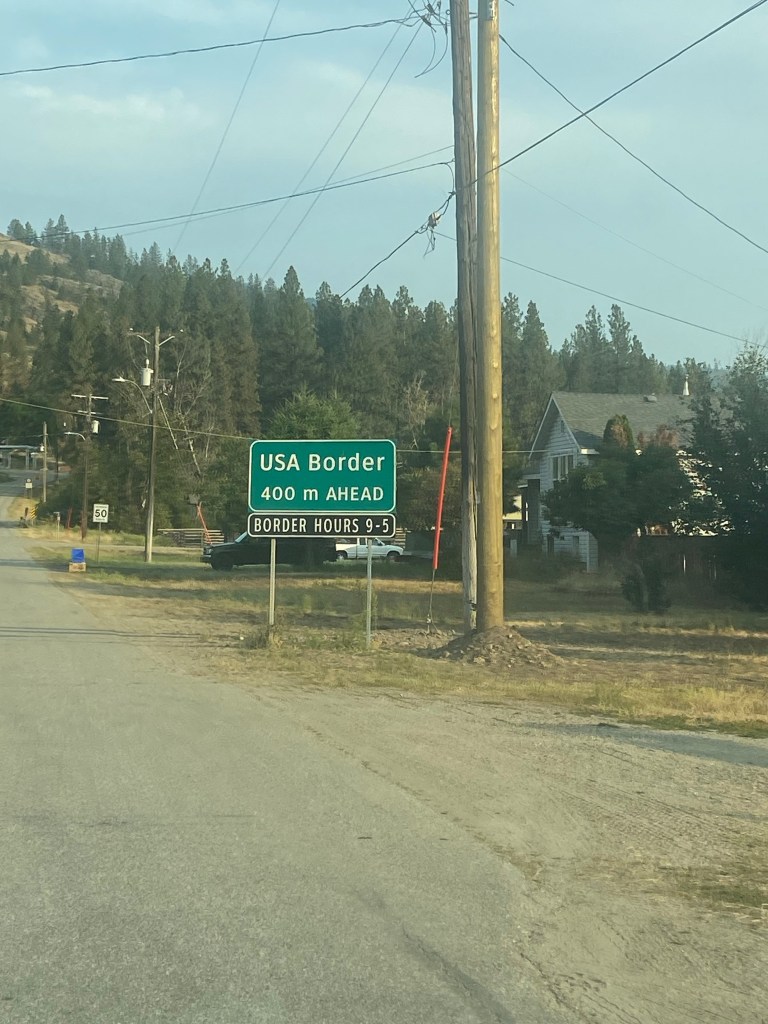 USA Border
400 m AHEAD
BORDER HOURS 9-5
50